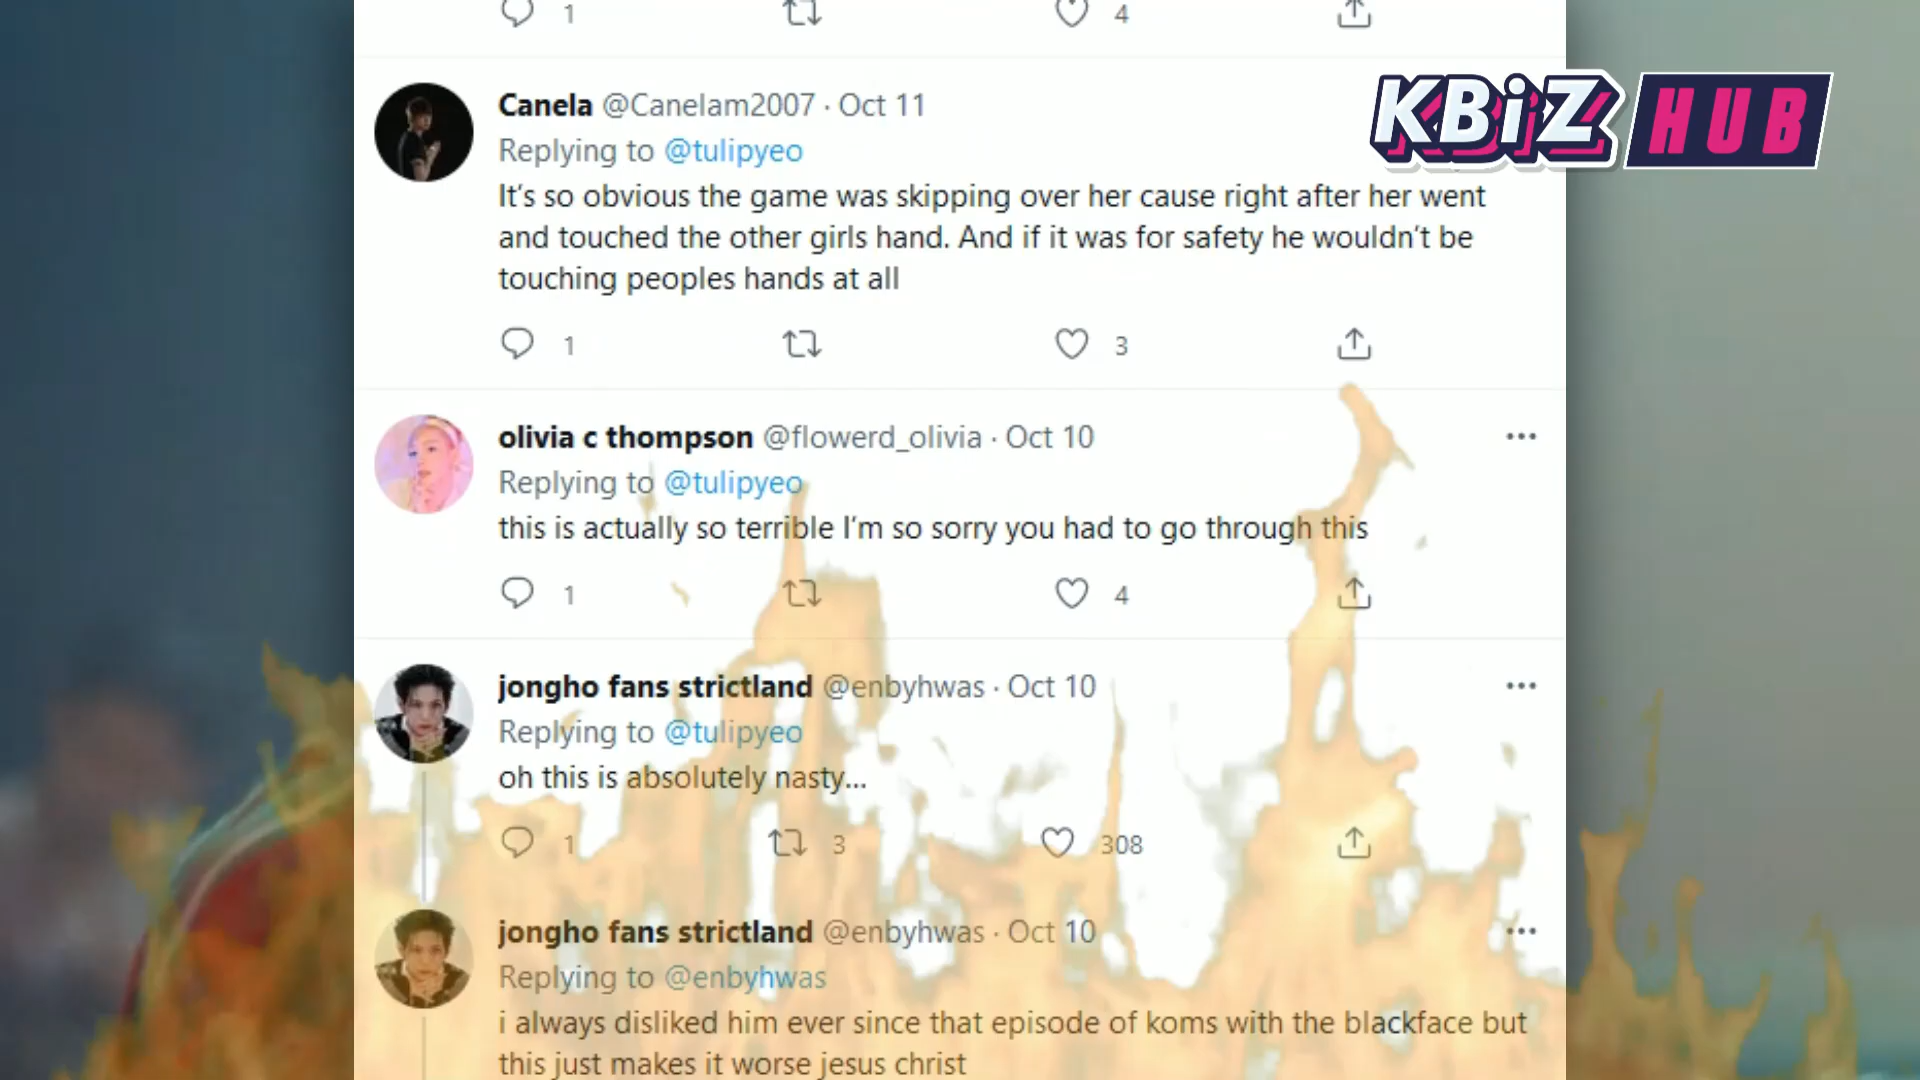 1 4
KBiZ HUB
Canela @Canelam2007 · Oct 11
Replying to @tulipyeo
It's so obvious the game was skipping over her cause right after her went
and touched the other girls hand. And if it was for safety he wouldn't be
touching peoples hands at all
1 3
olivia c thompson @flowerd_olivia · Oct 10
Replying to @tulipyeo
this is actually so terrible I'm so sorry you had to go through this
1 4
jongho fans strictland @enbyhwas · Oct 10
Replying to @tulipyeo
oh this is absolutely nasty...
1 3 308
jongho fans strictland @enbyhwas · Oct 10
Replying to @enbyhwas
i always disliked him ever since that episode of koms with the blackface but
this just makes it worse jesus christ